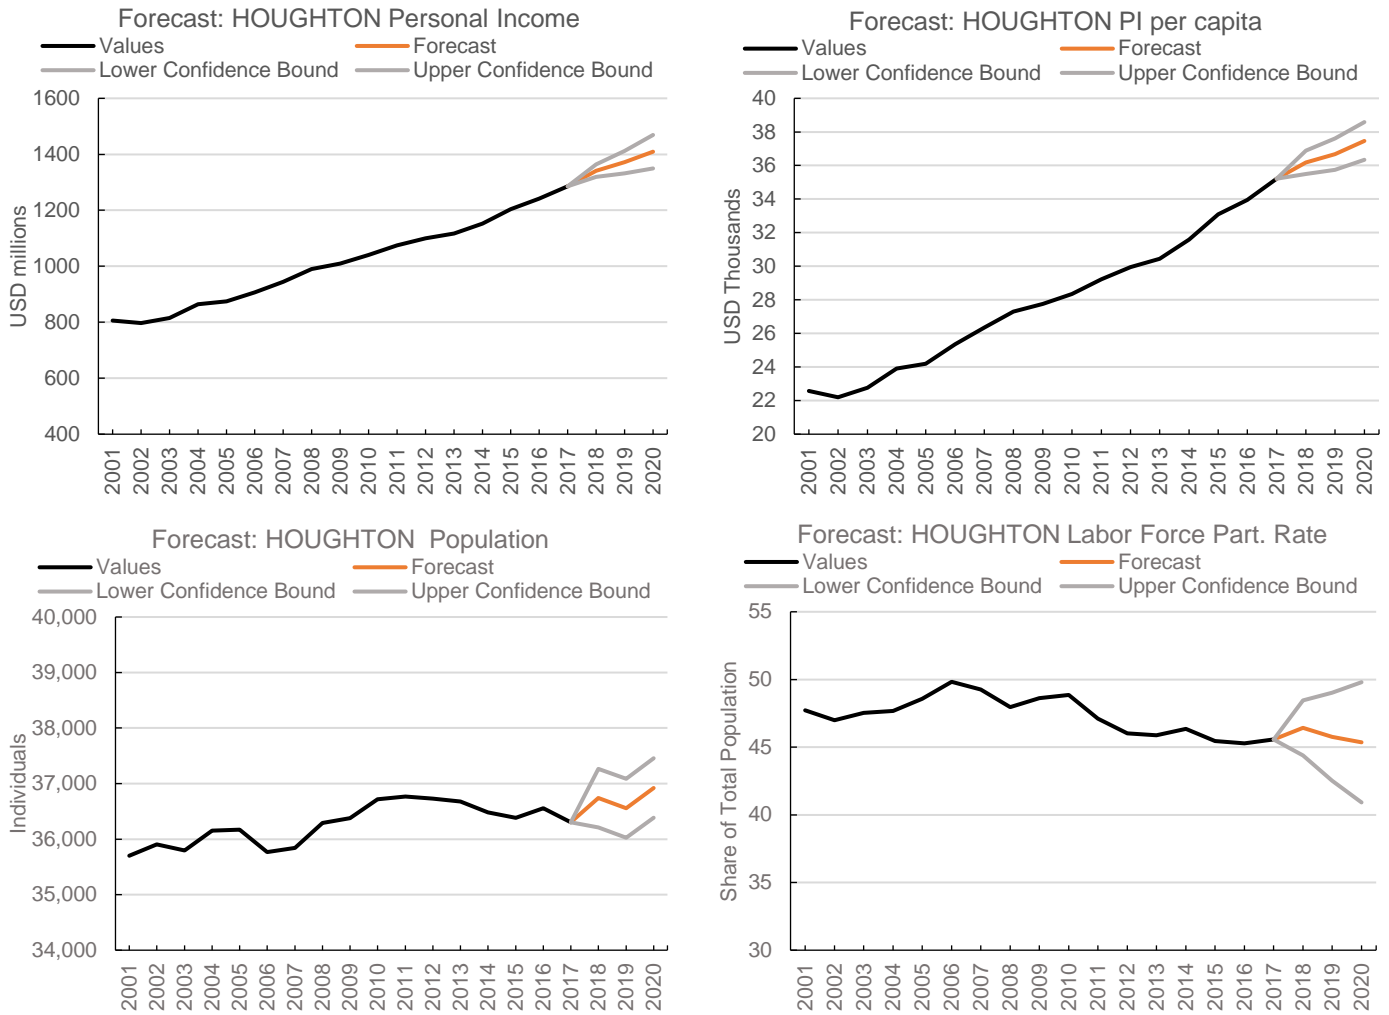 Forecast: HOUGHTON Personal Income
Values
Forecast
Lower Confidence Bound
Upper Confidence Bound
USD millions
1600
1400
1200
1000
800
600
400
2001 2002 2003 2004 2005 2006 2007 2008 2009 2010 2011 2012 2013 2014 2015 2016 2017 2018 2019 2020
Forecast: HOUGHTON PI per capita
Values
Forecast
Lower Confidence Bound
Upper Confidence Bound
USD Thousands
40
38
36
34
32
30
28
26
24
22
20
2001 2002 2003 2004 2005 2006 2007 2008 2009 2010 2011 2012 2013 2014 2015 2016 2017 2018 2019 2020
Forecast: HOUGHTON  Population
Values
Forecast
Lower Confidence Bound
Upper Confidence Bound
Individuals
40,000
39,000
38,000
37,000
36,000
35,000
34,000
2001 2002 2003 2004 2005 2006 2007 2008 2009 2010 2011 2012 2013 2014 2015 2016 2017 2018 2019 2020
Forecast: HOUGHTON Labor Force Part. Rate
Values
Forecast
Lower Confidence Bound
Upper Confidence Bound
Share of Total Population
55
50
45
40
35
30
2001 2002 2003 2004 2005 2006 2007 2008 2009 2010 2011 2012 2013 2014 2015 2016 2017 2018 2019 2020